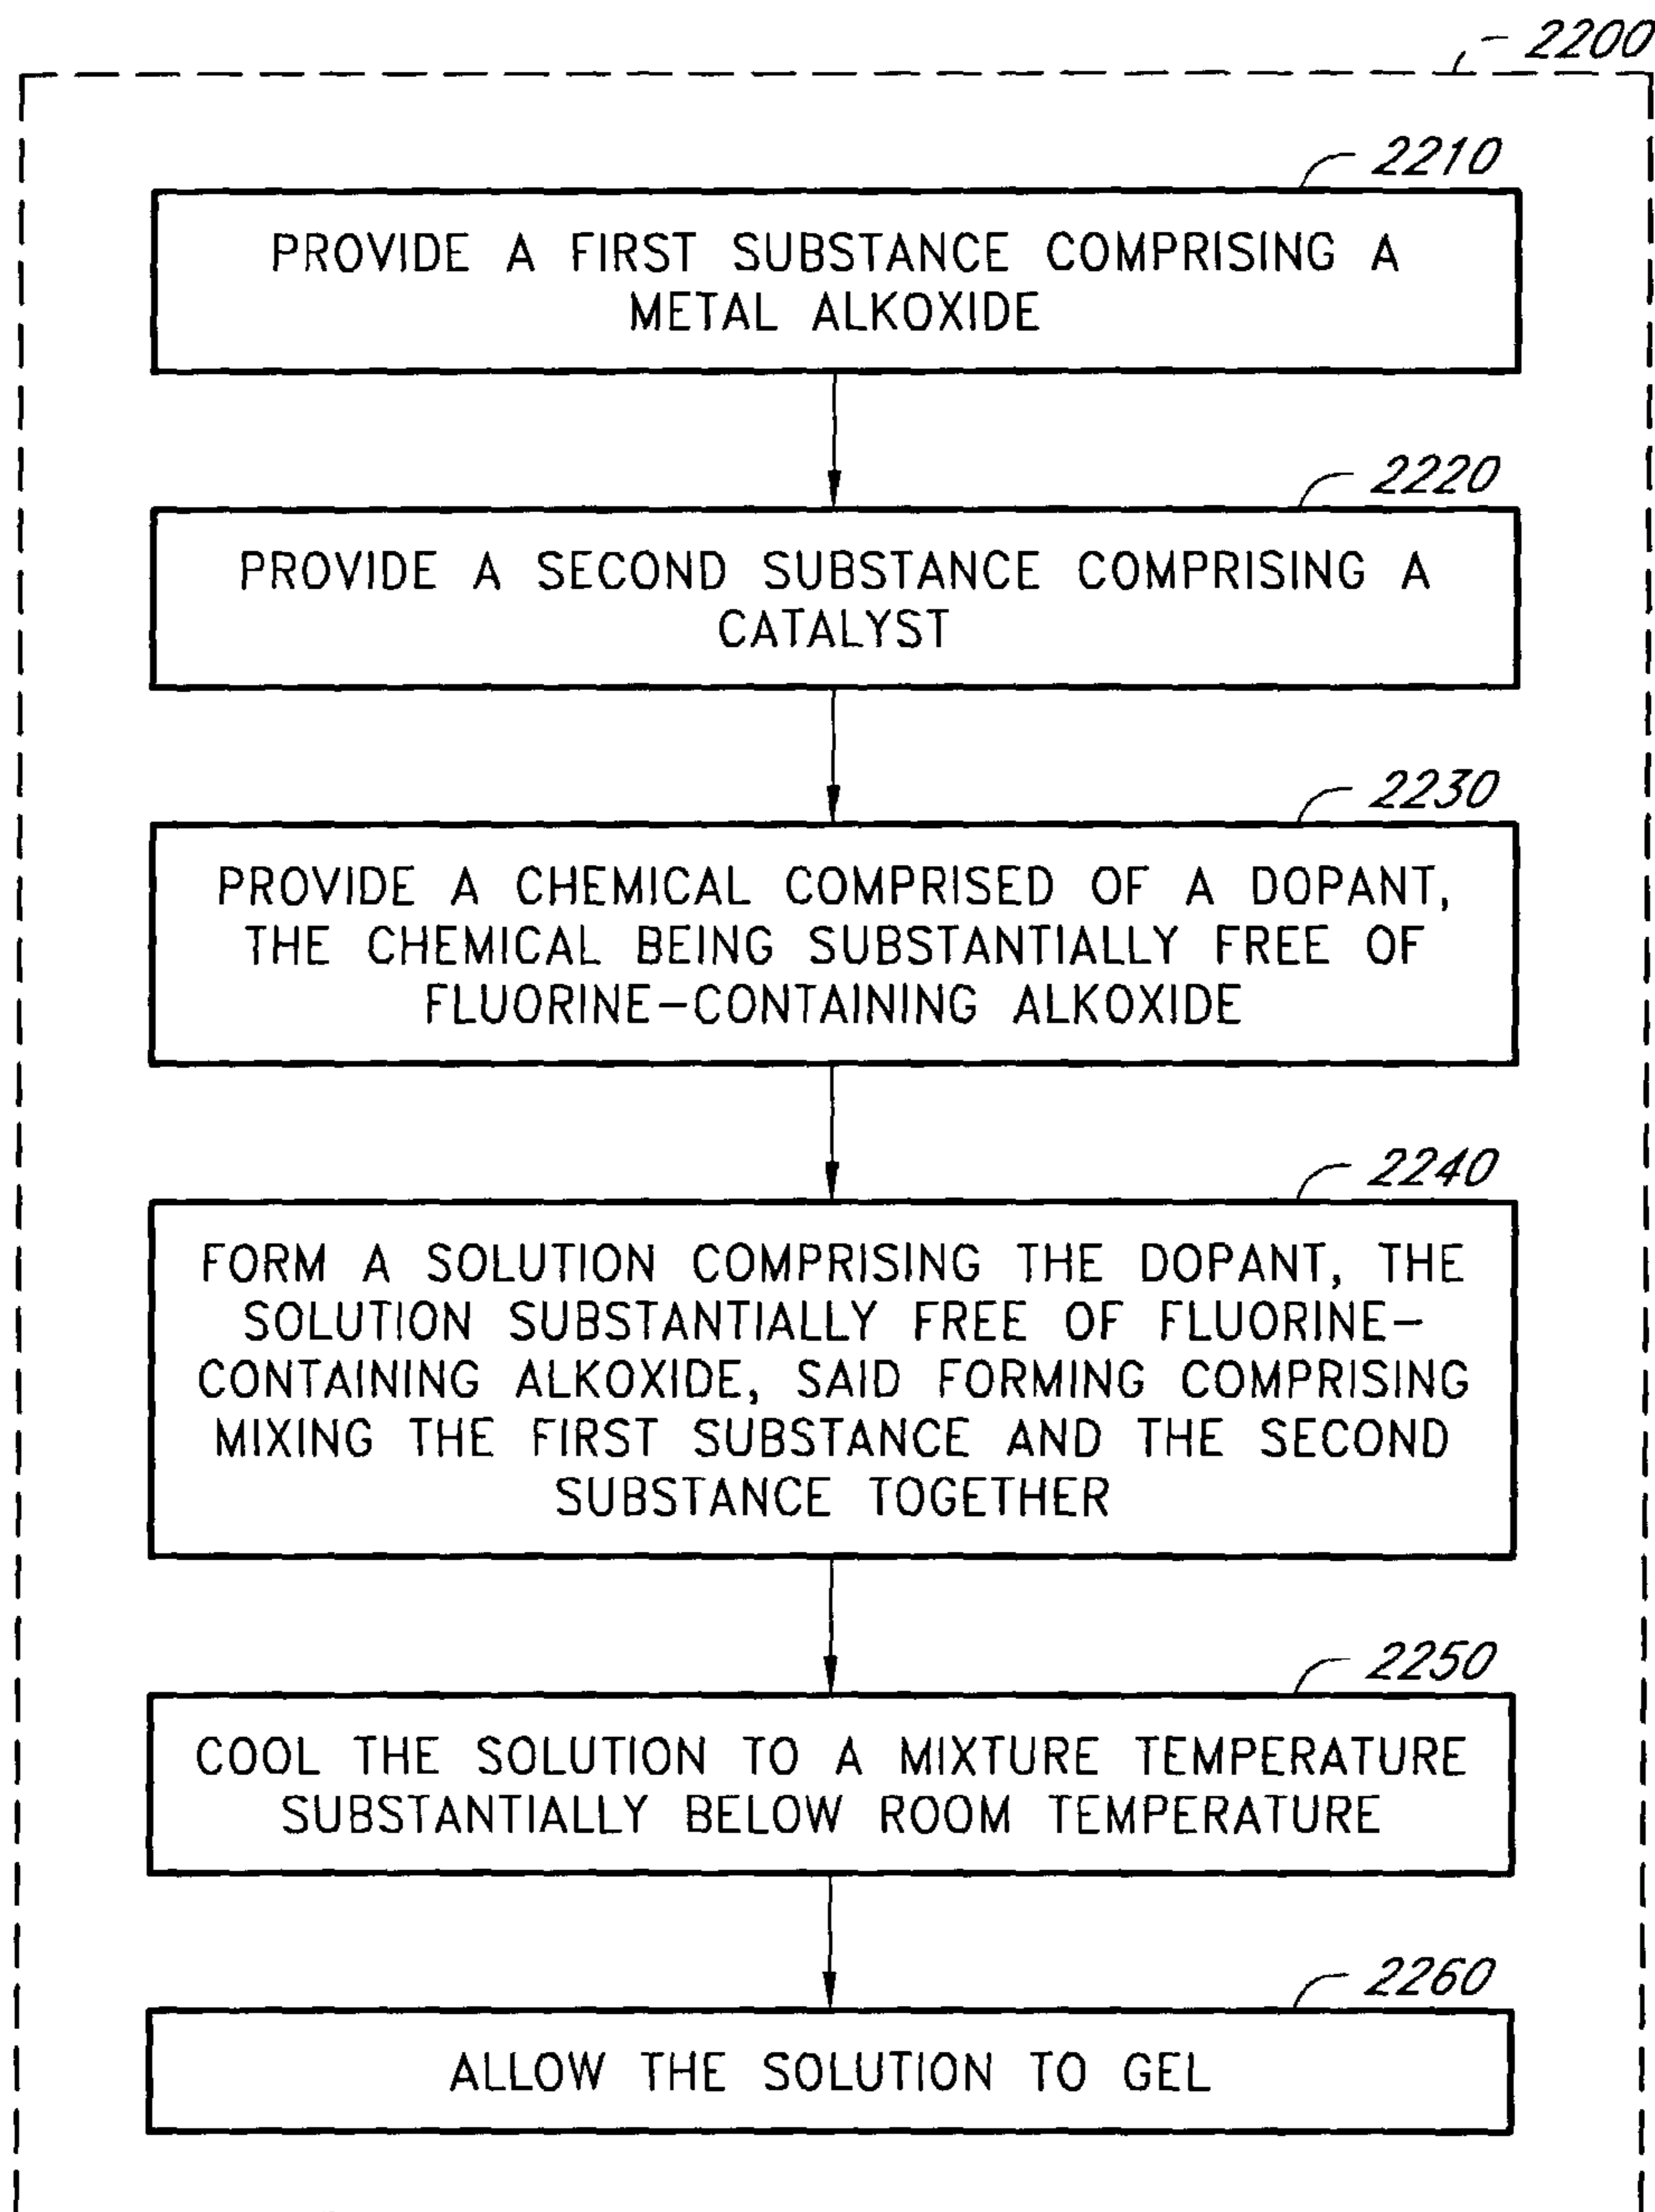 2200
2210
PROVIDE A FIRST SUBSTANCE COMPRISING A
METAL ALKOXIDE
2220
PROVIDE A SECOND SUBSTANCE COMPRISING A
CATALYST
2230
PROVIDE A CHEMICAL COMPRISED OF A DOPANT,
THE CHEMICAL BEING SUBSTANTIALLY FREE OF
FLUORINE-CONTAINING ALKOXIDE
2240
FORM A SOLUTION COMPRISING THE DOPANT, THE
SOLUTION SUBSTANTIALLY FREE OF FLUORINE-
CONTAINING ALKOXIDE, SAID FORMING COMPRISING
MIXING THE FIRST SUBSTANCE AND THE SECOND
SUBSTANCE TOGETHER
2250
COOL THE SOLUTION TO A MIXTURE TEMPERATURE
SUBSTANTIALLY BELOW ROOM TEMPERATURE
2260
ALLOW THE SOLUTION TO GEL